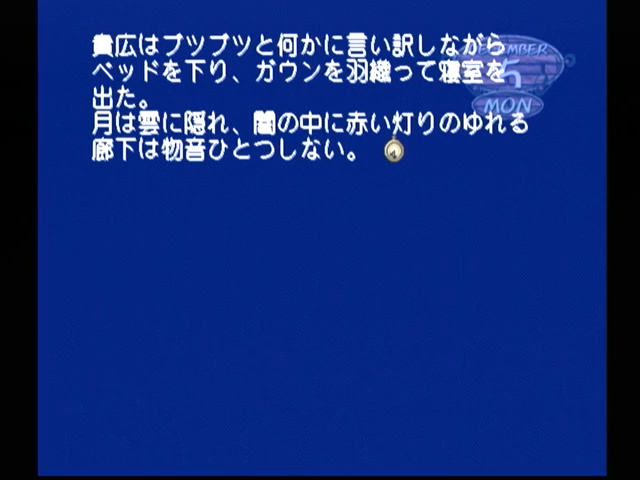 貴広はブツブツと何かに言い訳しながら
ベッドを下り、ガウンを羽織って寝室を
出た。
月は雲に隠れ、闇の中に赤い灯りのゆれる
廊下は物音ひとつしない。
DECEMBER
5
MON